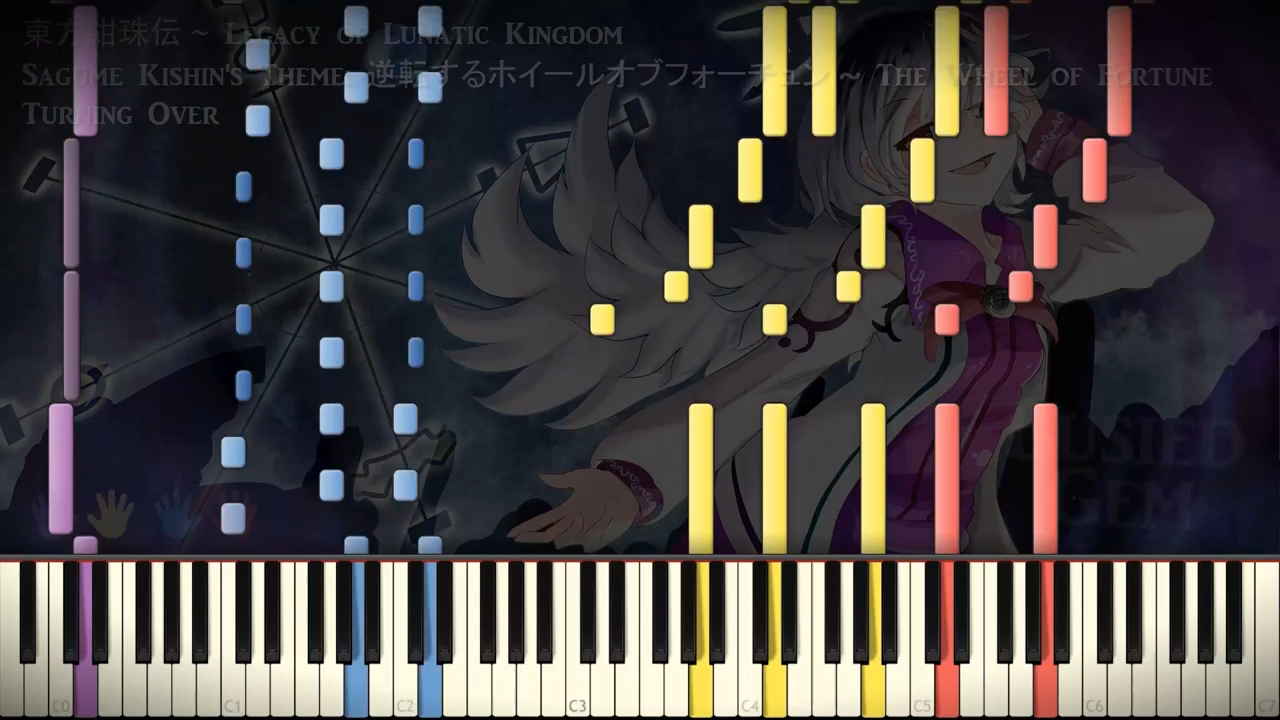 東方紺珠伝 ~ Legacy of Lunatic Kingdom
Sagume Kishin's Theme 逆転するホイールオブフォーチュン ~ The Wheel of Fortune
Turning Over
Gem
C0 C1 C2 C3 C4 C5 C6 C7